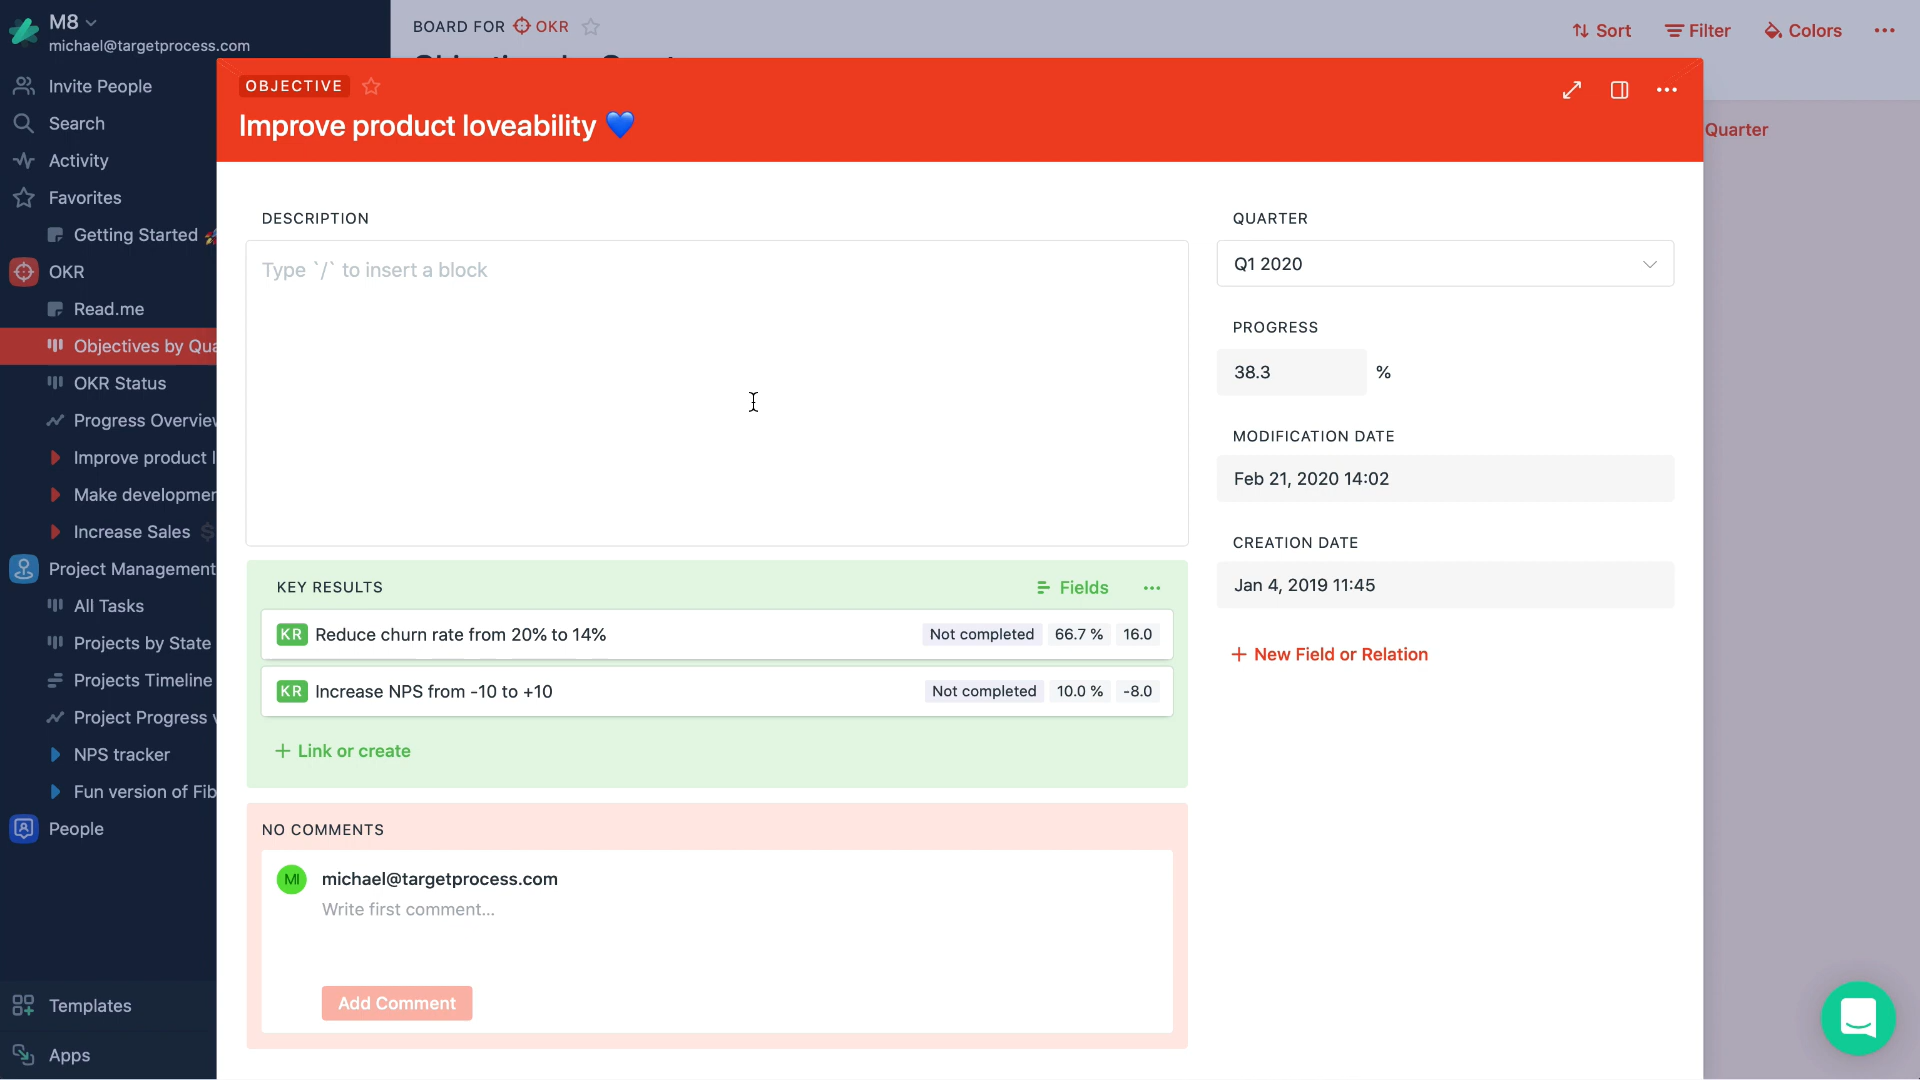 M8
michael@targetprocess.com
Invite People
Search
Activity
Favorites
Getting Started 🚀
OKR
Read.me
Objectives by Qua
OKR Status
Progress Overview
Improve product l
Make developmen
Increase Sales $
Project Management
All Tasks
Projects by State
Projects Timeline
Project Progress v
NPS tracker
Fun version of Fib
People
Templates
Apps
BOARD FOR OKR
Sort
Filter
Colors
Quarter
OBJECTIVE
Improve product loveability 💙
DESCRIPTION
Type `/` to insert a block
KEY RESULTS
Fields
KR Reduce churn rate from 20% to 14% Not completed 66.7 % 16.0
KR Increase NPS from -10 to +10 Not completed 10.0 % -8.0
+ Link or create
NO COMMENTS
MI michael@targetprocess.com
Write first comment...
Add Comment
QUARTER
Q1 2020
PROGRESS
38.3 %
MODIFICATION DATE
Feb 21, 2020 14:02
CREATION DATE
Jan 4, 2019 11:45
+ New Field or Relation